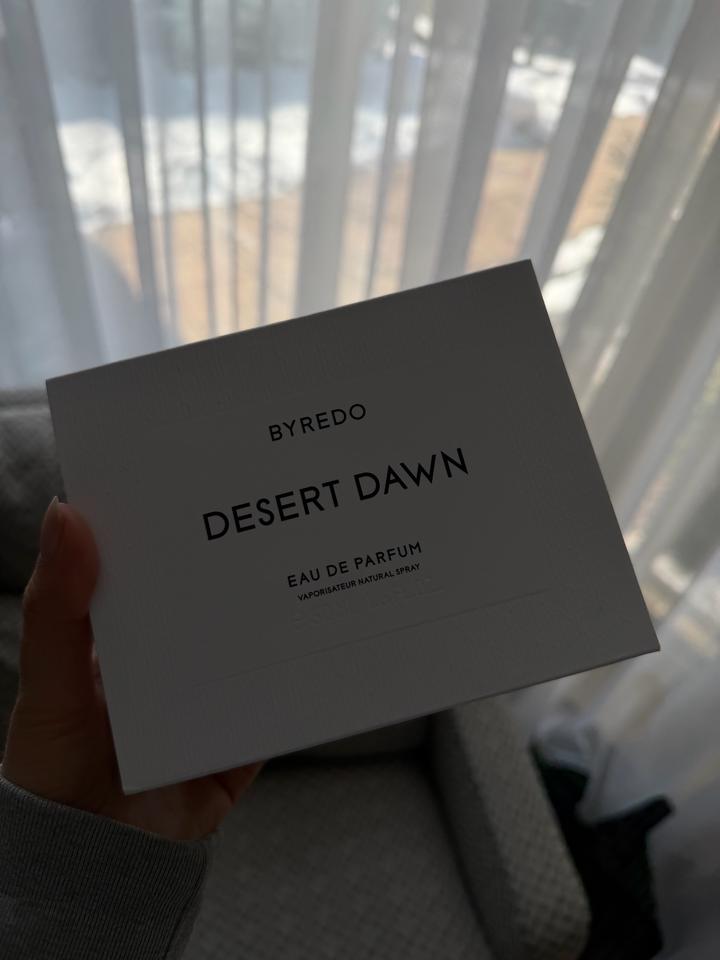 BYREDO
DESERT DAWN
EAU DE PARFUM
VAPORISATEUR NATURAL SPRAY